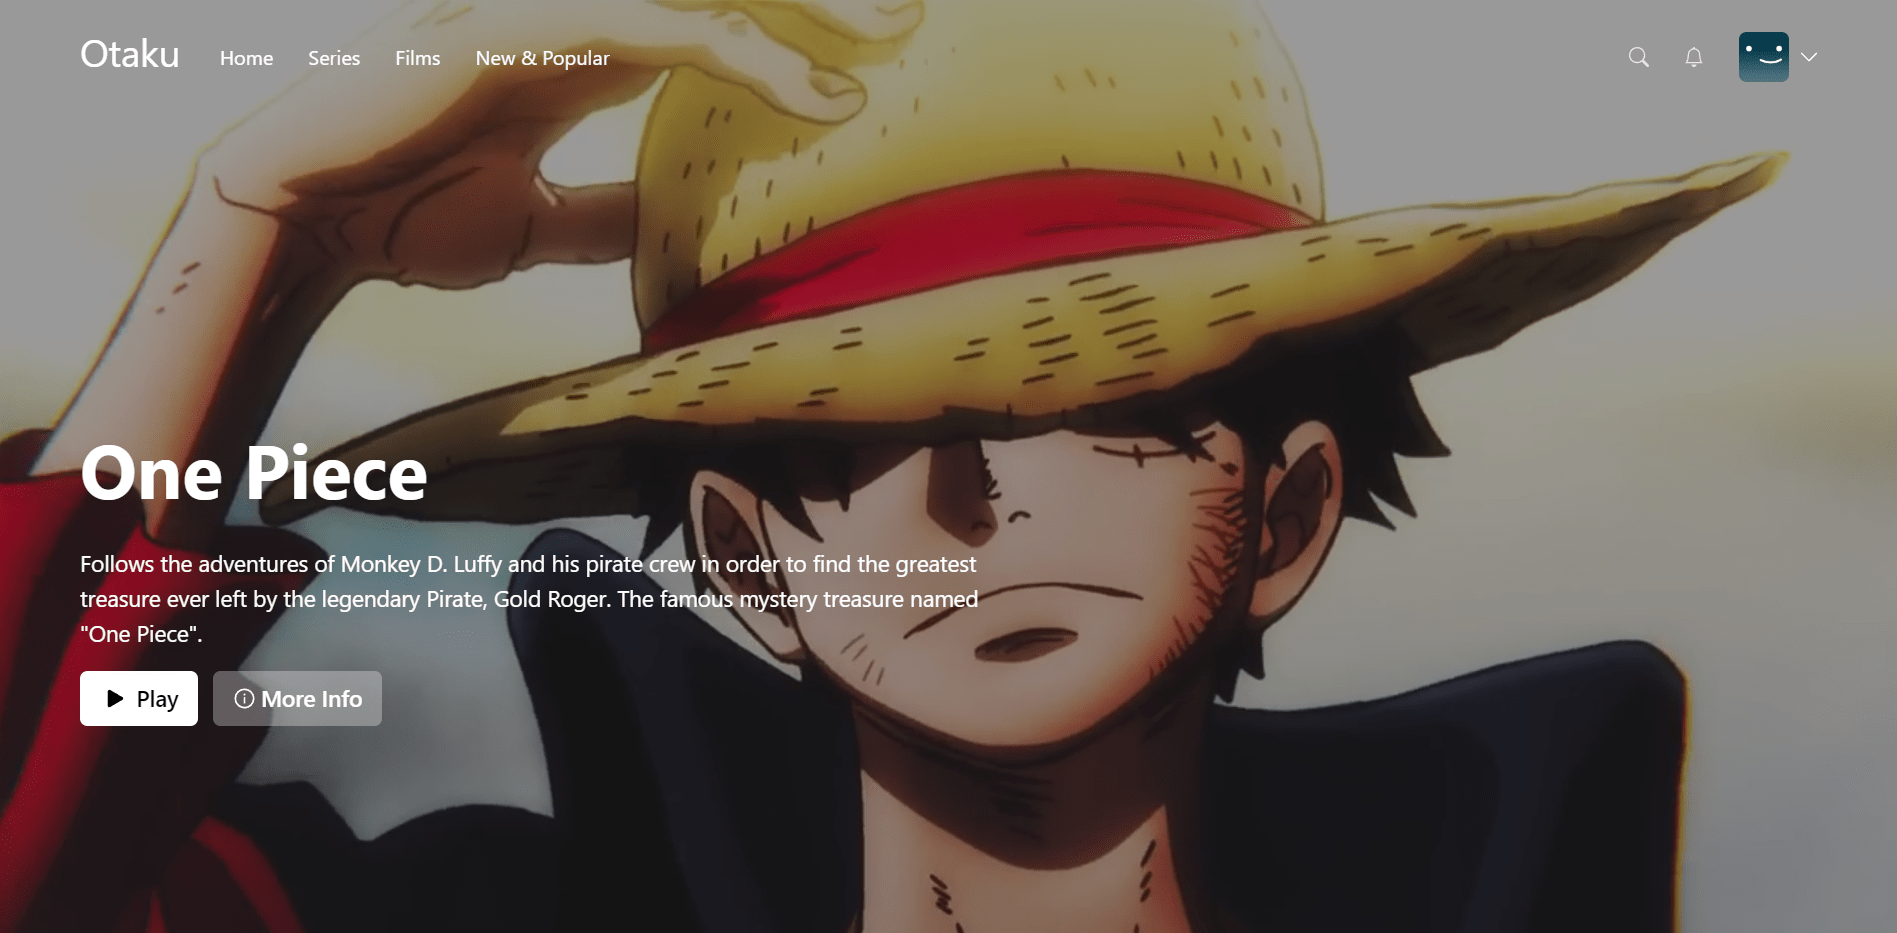 Otaku Home Series Films New & Popular
One Piece
Follows the adventures of Monkey D. Luffy and his pirate crew in order to find the greatest
treasure ever left by the legendary Pirate, Gold Roger. The famous mystery treasure named
"One Piece".
Play More Info